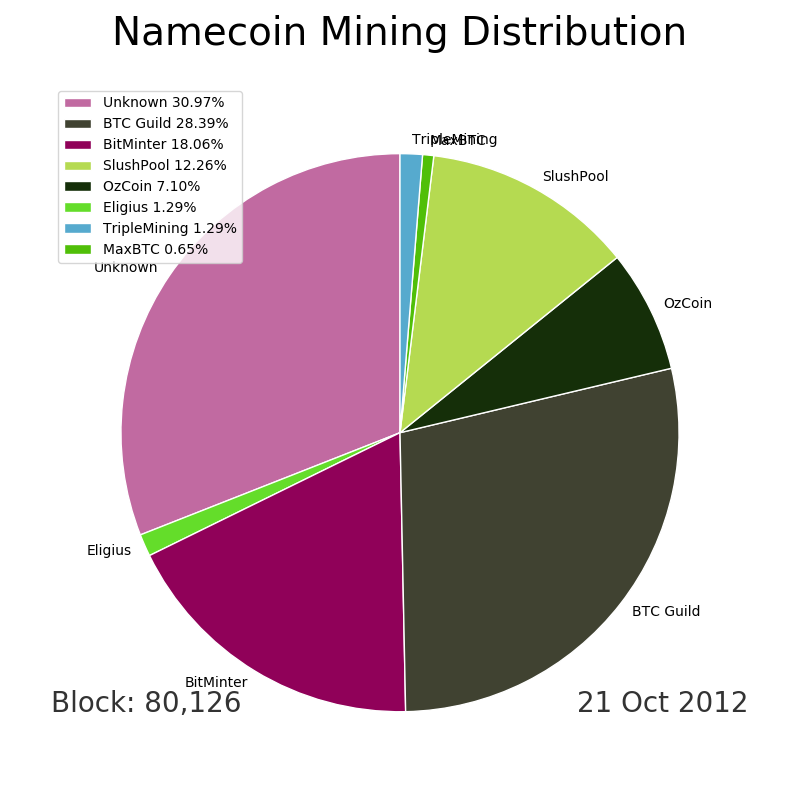 Namecoin Mining Distribution
Unknown 30.97%
BTC Guild 28.39%
BitMinter 18.06%
SlushPool 12.26%
OzCoin 7.10%
Eligius 1.29%
TripleMining 1.29%
MaxBTC 0.65%
TripleMining
MaxBTC
SlushPool
Unknown
OzCoin
Eligius
BTC Guild
BitMinter
Block: 80,126
21 Oct 2012